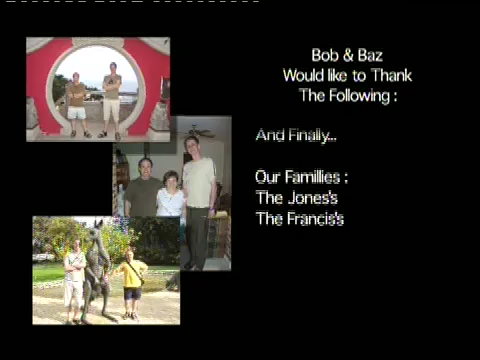 Bob & Baz
Would like to Thank
The Following :
And Finally...
Our Famillies :
The Jones's
The Francis's